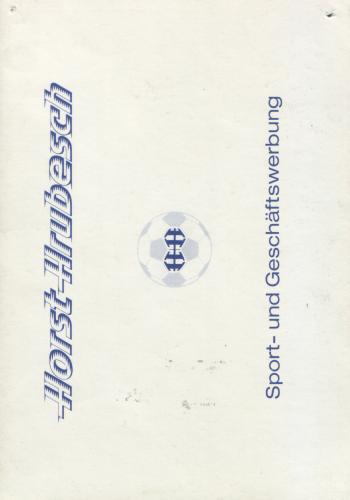 Horst Hrubesch
HH
Sport- und Geschäftswerbung